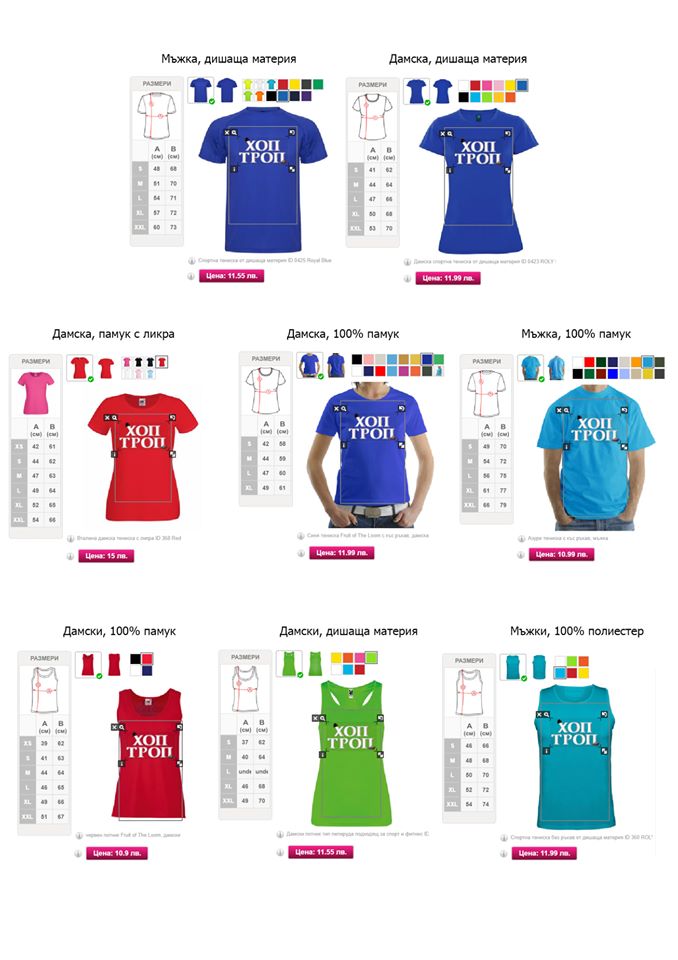 Мъжка, дишаща материя
РАЗМЕРИ
A B
(см) (см)
S 48 68
M 51 70
L 54 71
XL 57 72
XXL 60 73
ХОП
ТРОП
Спортна тениска от дишаща материя ID 6425 Royal Blue
Цена: 11.55 лв.
Дамска, дишаща материя
РАЗМЕРИ
A B
(см) (см)
S 41 62
M 44 64
L 47 66
XL 50 68
XXL 53 70
ХОП
ТРОП
Дамска спортна тениска от дишаща материя ID 6423 ROLY
Цена: 11.99 лв.
Дамска, памук с ликра
РАЗМЕРИ
A B
(см) (см)
XS 42 61
S 44 62
M 47 63
L 49 64
XL 52 65
XXL 54 66
ХОП
ТРОП
Вталена дамска тениска с ликра ID 368 Red
Цена: 15 лв.
Дамска, 100% памук
РАЗМЕРИ
A B
(см) (см)
S 42 58
M 44 59
L 47 60
XL 49 61
ХОП
ТРОП
Синя тениска Fruit of The Loom с къс ръкав, дамска
Цена: 11.99 лв.
Мъжка, 100% памук
РАЗМЕРИ
A B
(см) (см)
S 49 70
M 54 72
L 56 74
XL 61 77
XXL 66 79
ХОП
ТРОП
Азуре тениска с къс ръкав, мъжка
Цена: 10.99 лв.
Дамски, 100% памук
РАЗМЕРИ
A B
(см) (см)
XS 39 62
S 41 63
M 44 64
L 46 65
XL 49 66
XXL 51 67
ХОП
ТРОП
червен потник Fruit of The Loom, дамски
Цена: 10.9 лв.
Дамски, дишаща материя
РАЗМЕРИ
A B
(см) (см)
S 37 62
M 40 64
L unde unde
XL 46 68
XXL 49 70
ХОП
ТРОП
Дамски потник тип пеперуда подходящ за спорт и фитнес ID
Цена: 11.55 лв.
Мъжки, 100% полиестер
РАЗМЕРИ
A B
(см) (см)
S 46 66
M 48 68
L 50 70
XL 52 72
XXL 54 74
ХОП
ТРОП
Спортна тениска без ръкав от дишаща материя ID 360 ROL
Цена: 11.99 лв.